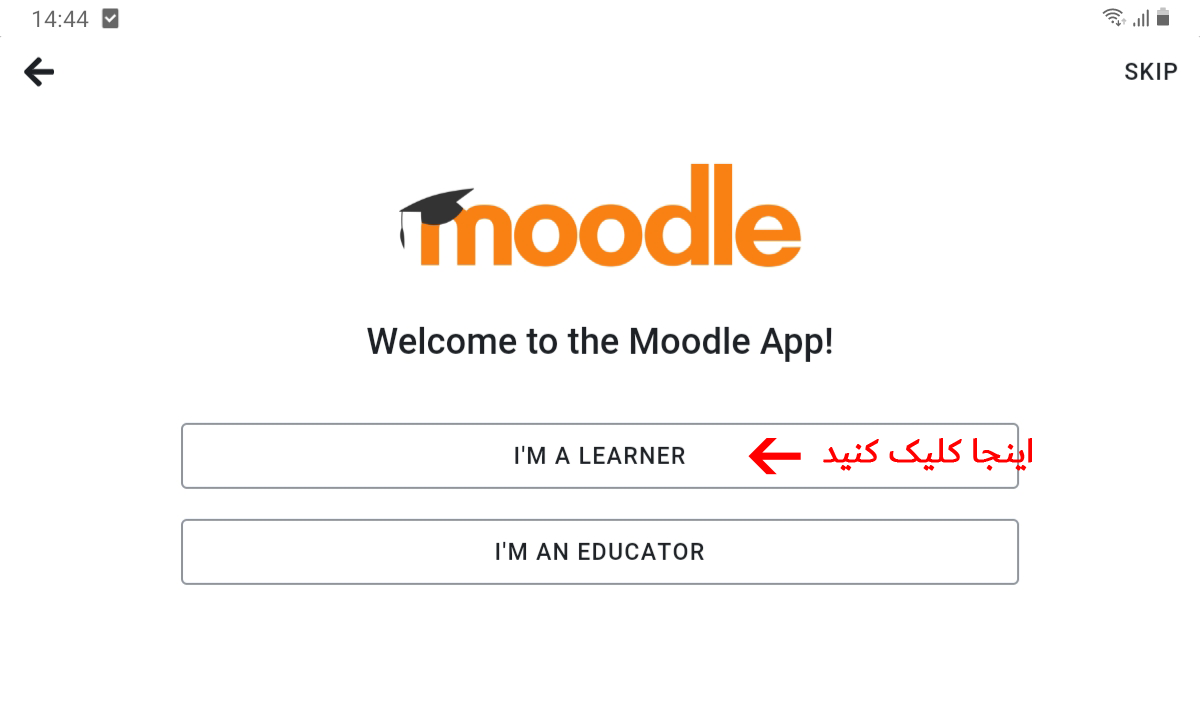 14:44
SKIP
moodle
Welcome to the Moodle App!
I'M A LEARNER
اینجا کلیک کنید
I'M AN EDUCATOR